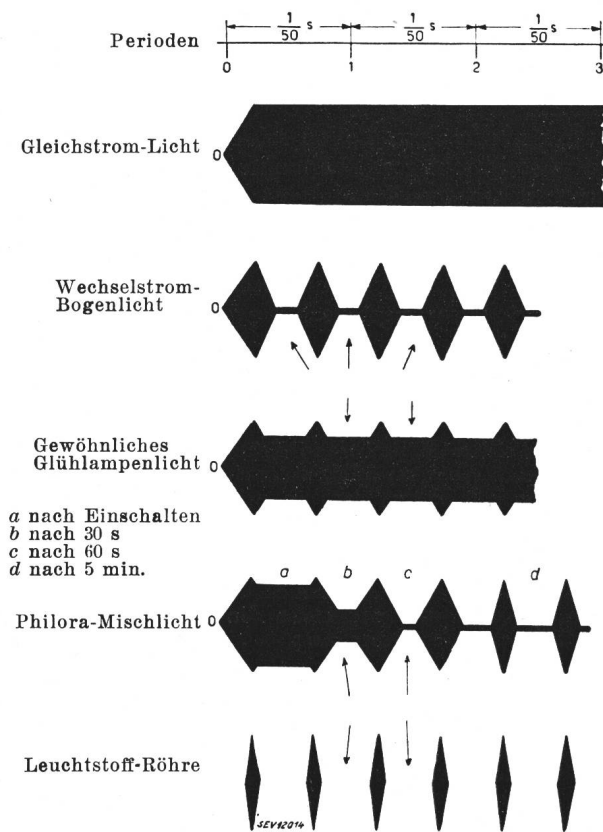 1/50 s 1/50 s 1/50 s
Perioden
0 1 2 3
Gleichstrom-Licht 0
Wechselstrom-
Bogenlicht 0
Gewöhnliches
Glühlampenlicht 0
a nach Einschalten
b nach 30 s
c nach 60 s
d nach 5 min.
a b c d
Philora-Mischlicht 0
Leuchtstoff-Röhre
SEV12014